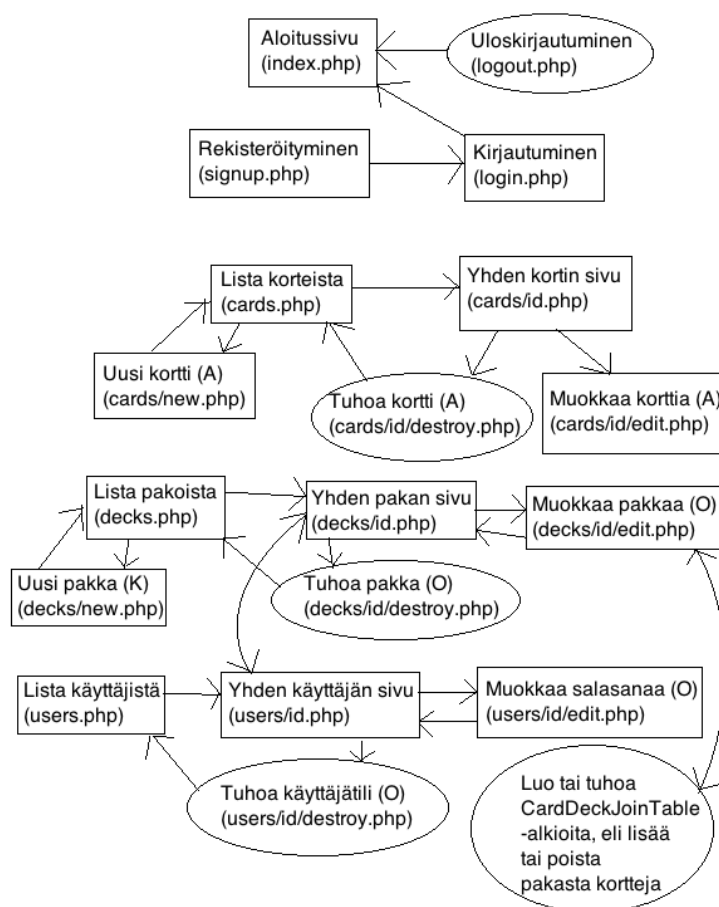 Aloitussivu
(index.php)
Uloskirjautuminen
(logout.php)
Rekisteröityminen
(signup.php)
Kirjautuminen
(login.php)
Lista korteista
(cards.php)
Yhden kortin sivu
(cards/id.php)
Uusi kortti (A)
(cards/new.php)
Tuhoa kortti (A)
(cards/id/destroy.php)
Muokkaa korttia (A)
(cards/id/edit.php)
Lista pakoista
(decks.php)
Yhden pakan sivu
(decks/id.php)
Muokkaa pakkaa (O)
(decks/id/edit.php)
Uusi pakka (K)
(decks/new.php)
Tuhoa pakka (O)
(decks/id/destroy.php)
Lista käyttäjistä
(users.php)
Yhden käyttäjän sivu
(users/id.php)
Muokkaa salasanaa (O)
(users/id/edit.php)
Tuhoa käyttäjätili (O)
(users/id/destroy.php)
Luo tai tuhoa
CardDeckJoinTable
-alkioita, eli lisää
tai poista
pakasta kortteja